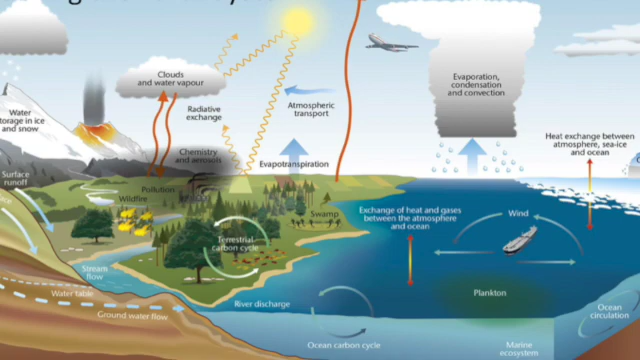 Clouds
and water vapour
Radiative
exchange
Atmospheric
transport
Evaporation,
condensation
and convection
Water
storage in ice
and snow
Heat exchange between
atmosphere, sea-ice
and ocean
Chemistry
and aerosols
Evapotranspiration
Surface
runoff
Pollution
Wildfire
Swamp
Exchange of heat and gases
between the atmosphere
and ocean
Wind
Terrestrial
carbon cycle
Stream
flow
Water table
Ground water flow
River discharge
Plankton
Ocean
circulation
Ocean carbon cycle
Marine
ecosystem